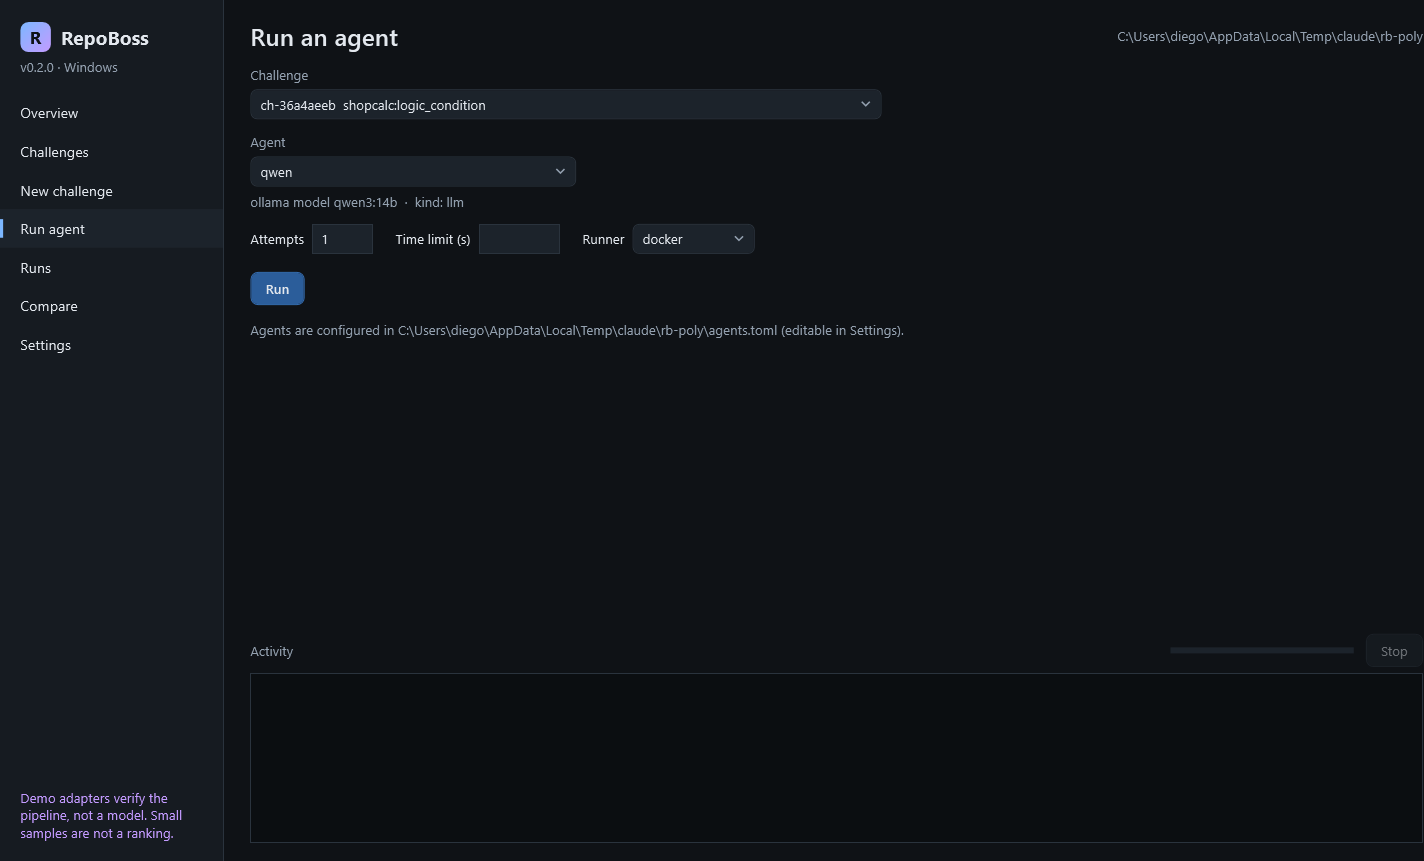 R RepoBoss
v0.2.0 · Windows
Overview
Challenges
New challenge
Run agent
Runs
Compare
Settings
Demo adapters verify the
pipeline, not a model. Small
samples are not a ranking.
Run an agent
C:\Users\diego\AppData\Local\Temp\claude\rb-poly
Challenge
ch-36a4aeeb shopcalc:logic_condition
Agent
qwen
ollama model qwen3:14b · kind: llm
Attempts 1 Time limit (s) Runner docker
Run
Agents are configured in C:\Users\diego\AppData\Local\Temp\claude\rb-poly\agents.toml (editable in Settings).
Activity
Stop